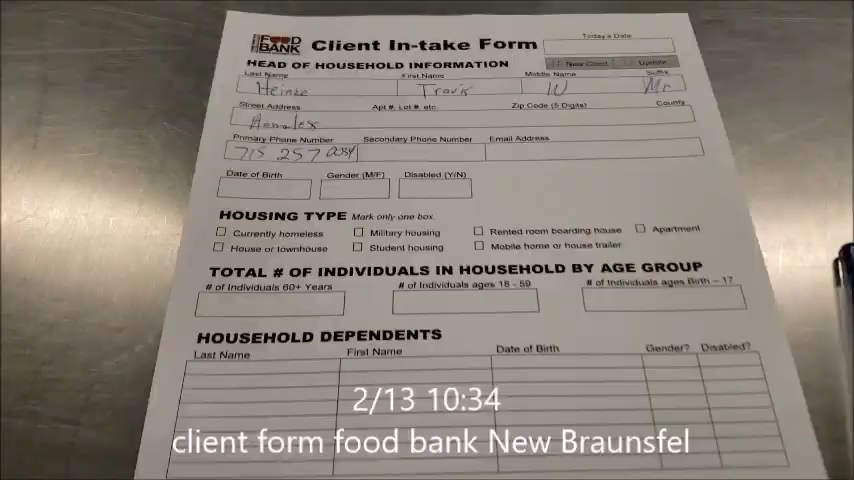 FOOD BANK Client In-take Form
Today's Date
HEAD OF HOUSEHOLD INFORMATION
New Client Update
Last Name First Name Middle Name Suffix
Heinze Travis W Mr
Street Address Apt #, Lot #, etc. Zip Code (5 Digits) County
Homeless
Primary Phone Number Secondary Phone Number Email Address
715 257 0034
Date of Birth Gender (M/F) Disabled (Y/N)
HOUSING TYPE Mark only one box.
Currently homeless Military housing Rented room boarding house Apartment
House or townhouse Student housing Mobile home or house trailer
TOTAL # OF INDIVIDUALS IN HOUSEHOLD BY AGE GROUP
# of Individuals 60+ Years # of Individuals ages 18 - 59 # of Individuals ages Birth – 17
HOUSEHOLD DEPENDENTS
Last Name First Name Date of Birth Gender? Disabled?
2/13 10:34
client form food bank New Braunsfel